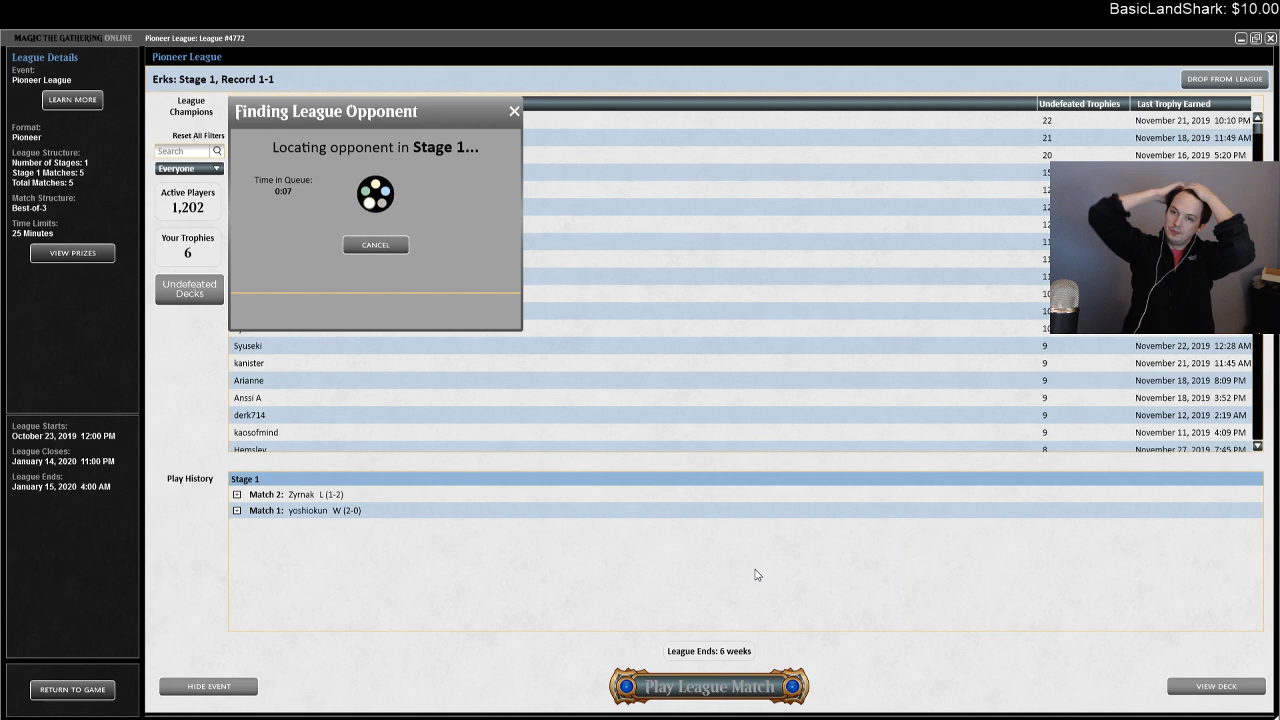 BasicLandShark: $10.00
MAGIC THE GATHERING ONLINE
Pioneer League: League #4772
League Details
Event:
Pioneer League
LEARN MORE
Format:
Pioneer
League Structure:
Number of Stages: 1
Stage 1 Matches: 5
Total Matches: 5
Match Structure:
Best-of-3
Time Limits:
25 Minutes
VIEW PRIZES
League Starts:
October 23, 2019 12:00 PM
League Closes:
January 14, 2020 11:00 PM
League Ends:
January 15, 2020 4:00 AM
RETURN TO GAME
Pioneer League
Erks: Stage 1, Record 1-1
DROP FROM LEAGUE
League
Champions
Reset All Filters
Search
Everyone
Active Players
1,202
Your Trophies
6
Undefeated
Decks
Finding League Opponent
Locating opponent in Stage 1...
Time in Queue:
0:07
CANCEL
Undefeated Trophies Last Trophy Earned
22 November 21, 2019 10:10 PM
21 November 18, 2019 11:49 AM
20 November 16, 2019 5:20 PM
Syuseki 9 November 22, 2019 12:28 AM
kanister 9 November 21, 2019 11:45 AM
Arianne 9 November 18, 2019 8:09 PM
Anssi A 9 November 18, 2019 3:52 PM
derk714 9 November 12, 2019 2:19 AM
kaosofmind 9 November 11, 2019 4:09 PM
Hemsley 8 November 27, 2019 7:45 PM
Play History
Stage 1
Match 2: Zyrnak L (1-2)
Match 1: yoshiokun W (2-0)
League Ends: 6 weeks
HIDE EVENT
Play League Match
VIEW DECK